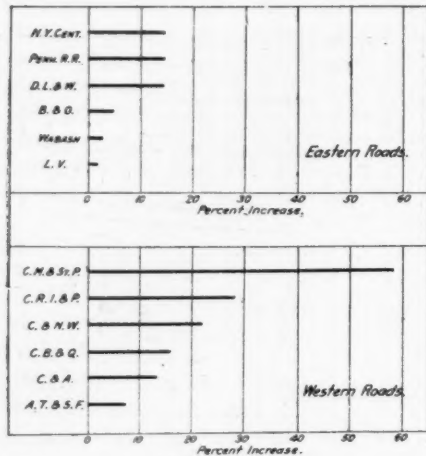 N.Y. CENT.
PENN. R.R.
D.L. & W.
B. & O.
WABASH
L. V.
Eastern Roads.
0 10 20 30 40 50 60
Percent Increase.
C.M. & ST. P.
C.R.I. & P.
C. & N.W.
C.B. & Q.
C. & A.
A.T. & S.F.
Western Roads.
0 10 20 30 40 50 60
Percent Increase.